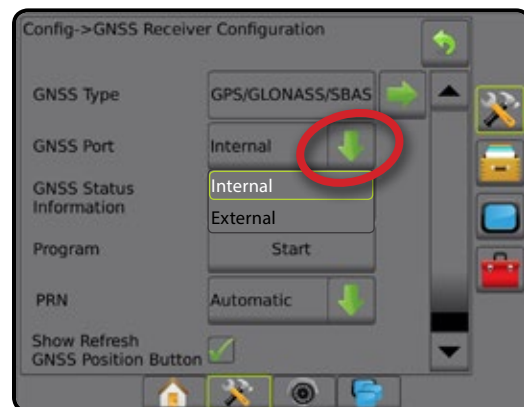 Config->GNSS Receiver Configuration
GNSS Type GPS/GLONASS/SBAS
GNSS Port Internal
Internal
GNSS Status
Information
External
Program Start
PRN Automatic
Show Refresh
GNSS Position Button